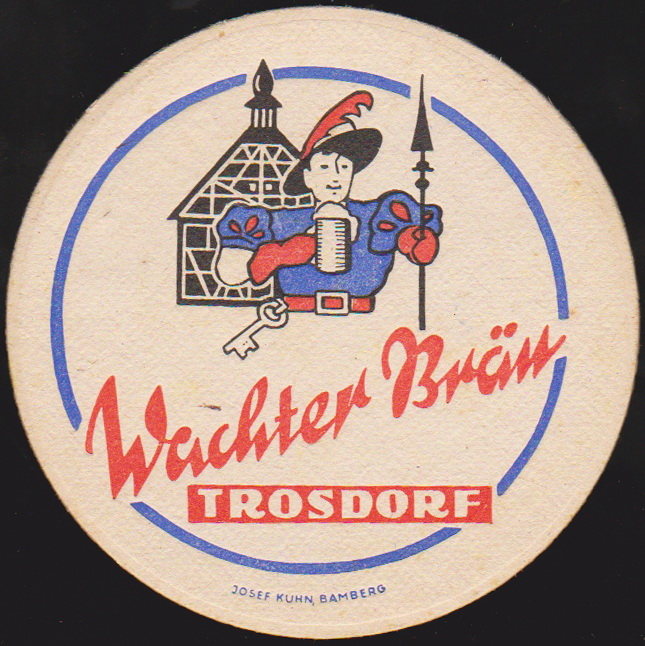 Wachter Bräu
TROSDORF
JOSEF KUHN, BAMBERG